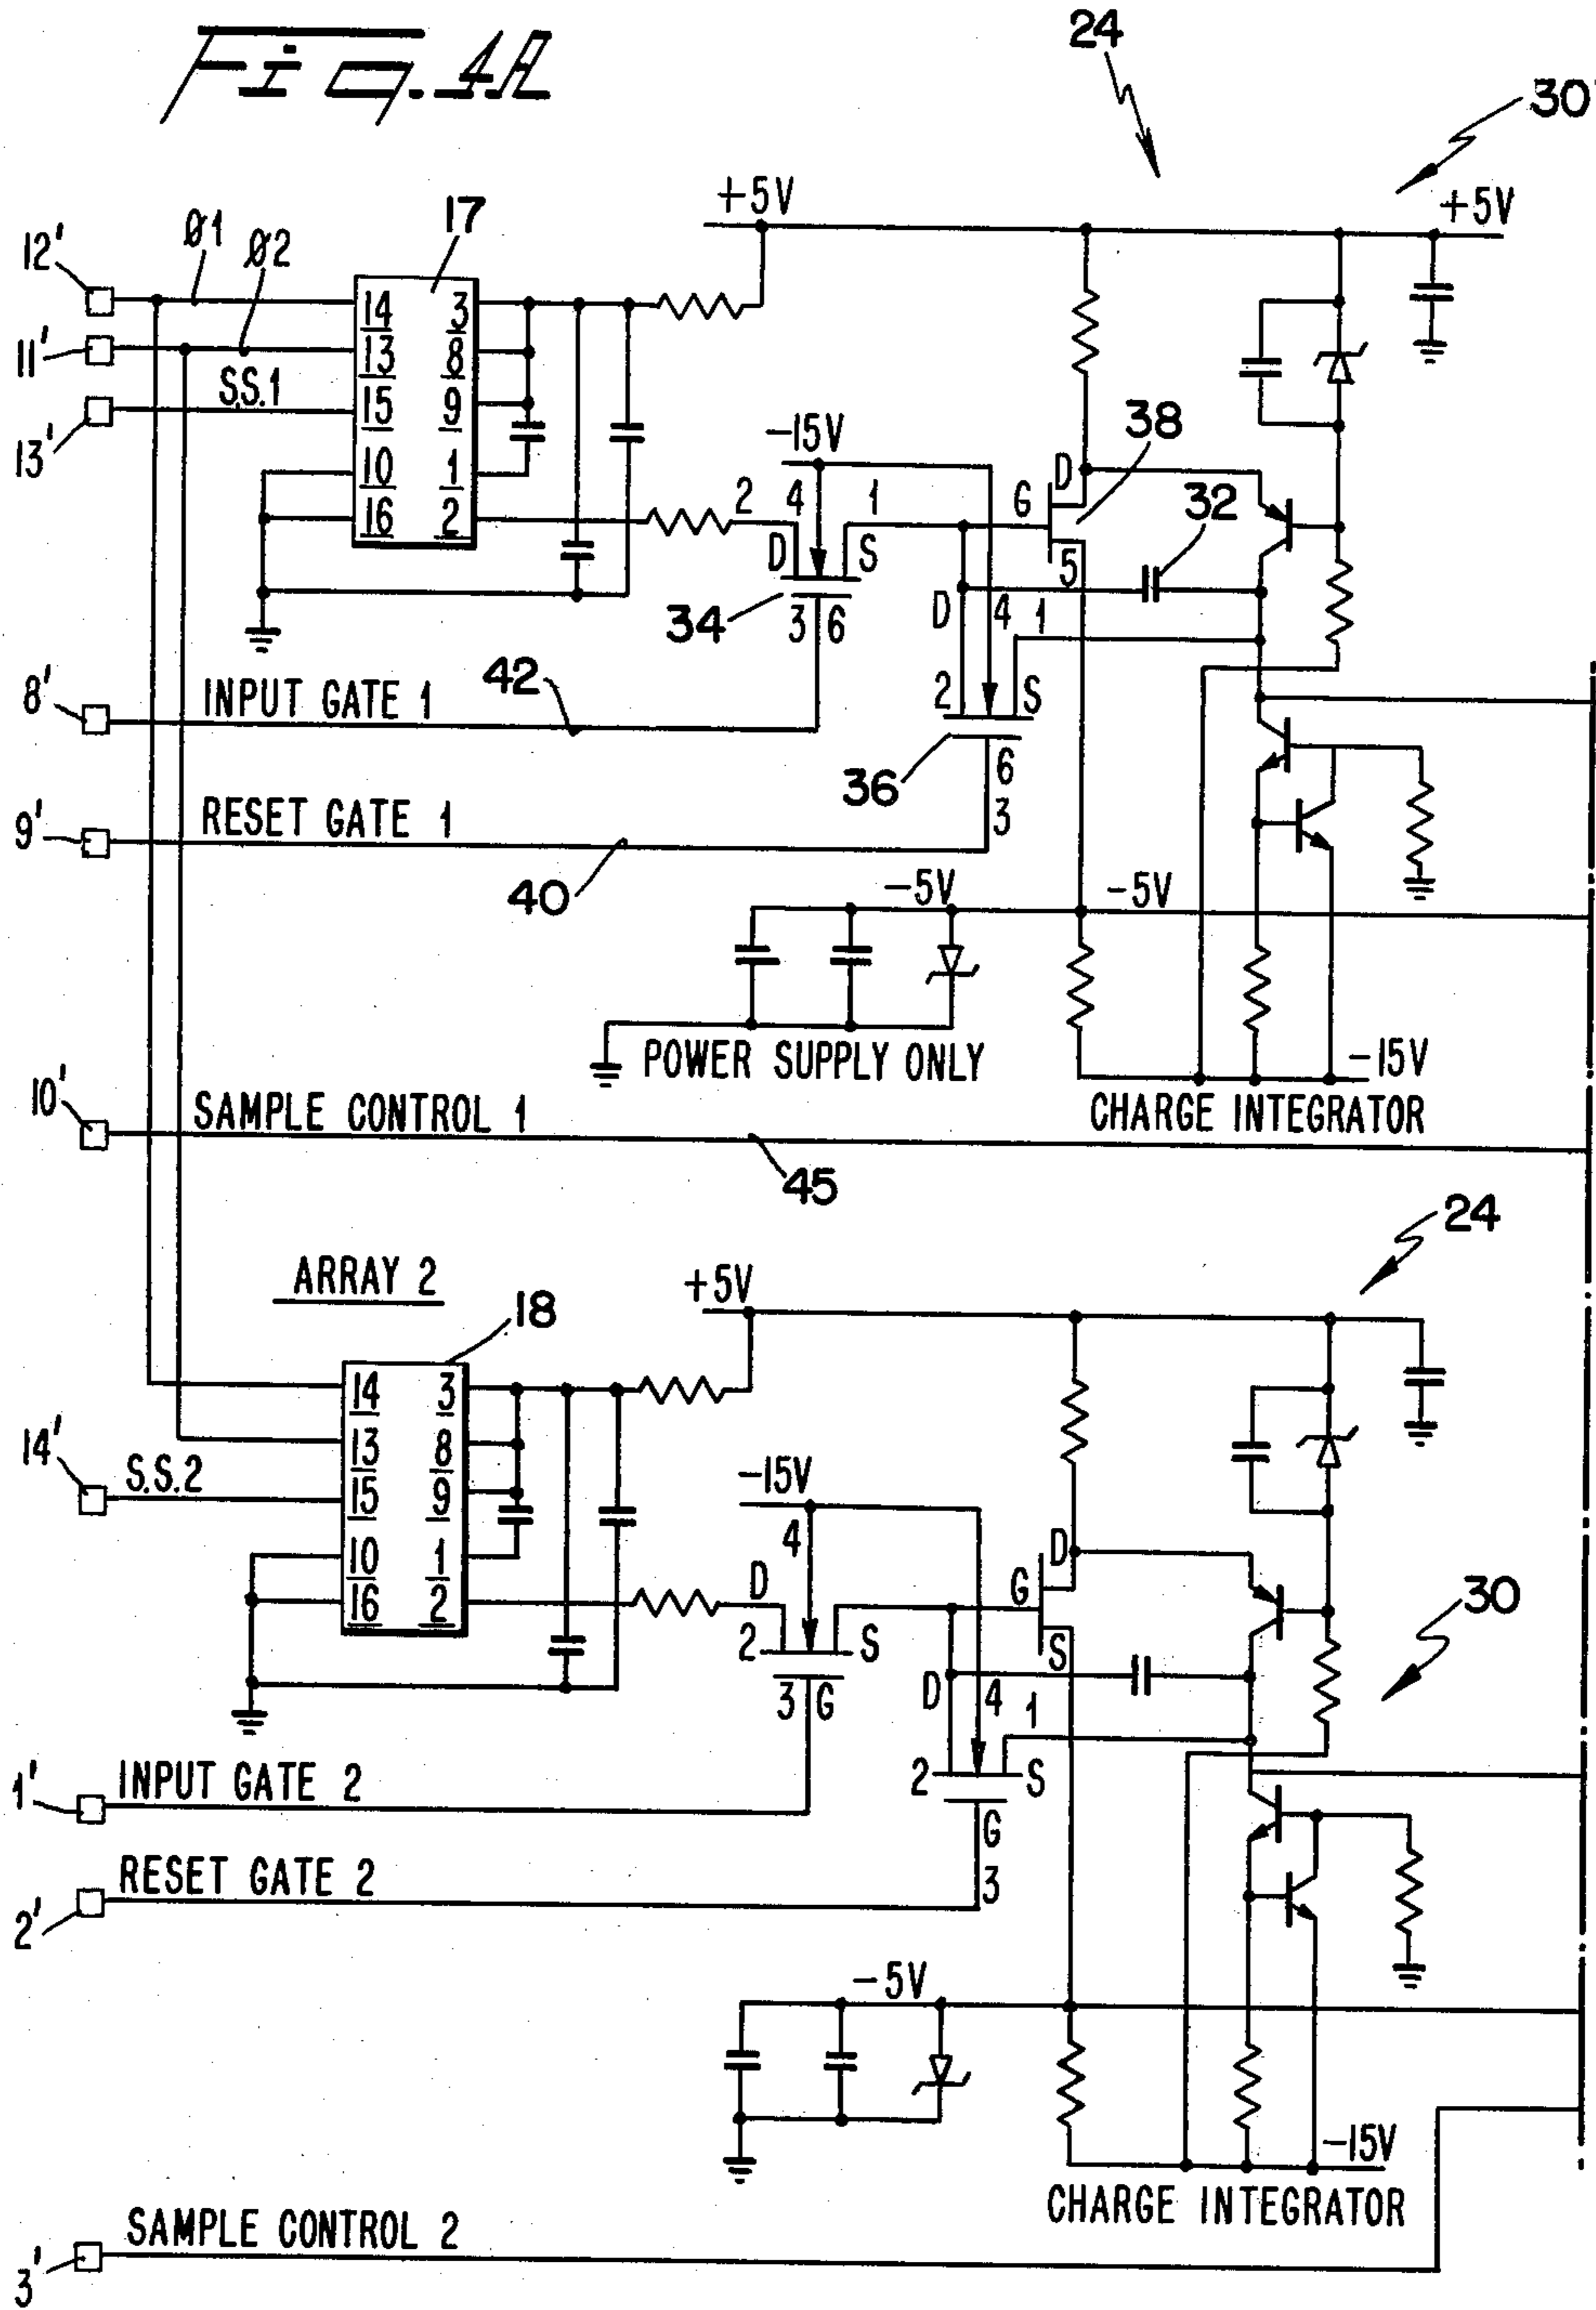 Fig. 4A
24
30'
+5V
+5V
12'
Ø1
Ø2
17
11'
S.S.1
13'
14 3
13 8
15 9
10 1
16 2
-15V
2 4 1
D S
34
3 6
G D
38
5
32
D 4 1
2 S
36
6
3
8'
INPUT GATE 1
42
9'
RESET GATE 1
40
-5V
-5V
POWER SUPPLY ONLY
-15V
CHARGE INTEGRATOR
10'
SAMPLE CONTROL 1
45
24
ARRAY 2
+5V
18
14'
S.S.2
14 3
13 8
15 9
10 1
16 2
-15V
4
D
2 S
3 G
G D
S
30
D 4 1
2 S
G
3
1'
INPUT GATE 2
2'
RESET GATE 2
-5V
-15V
CHARGE INTEGRATOR
3'
SAMPLE CONTROL 2